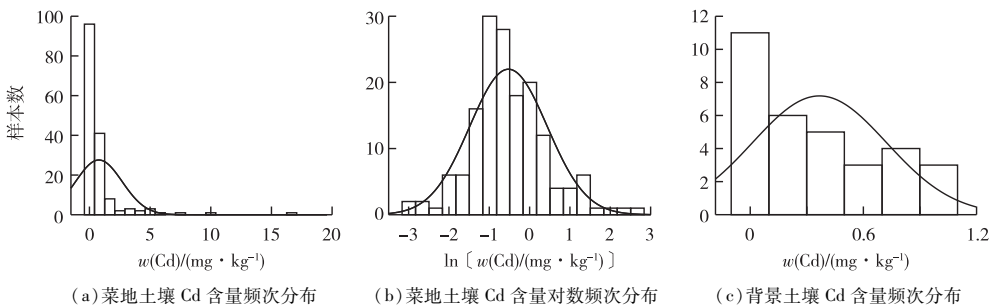 样本数
100
80
60
40
20
0
0 5 10 15 20
w(Cd)/(mg·kg⁻¹)
(a)菜地土壤 Cd 含量频次分布
30
20
10
0
−3 −2 −1 0 1 2 3
ln〔w(Cd)/(mg·kg⁻¹)〕
(b)菜地土壤 Cd 含量对数频次分布
12
10
8
6
4
2
0
0 0.6 1.2
w(Cd)/(mg·kg⁻¹)
(c)背景土壤 Cd 含量频次分布